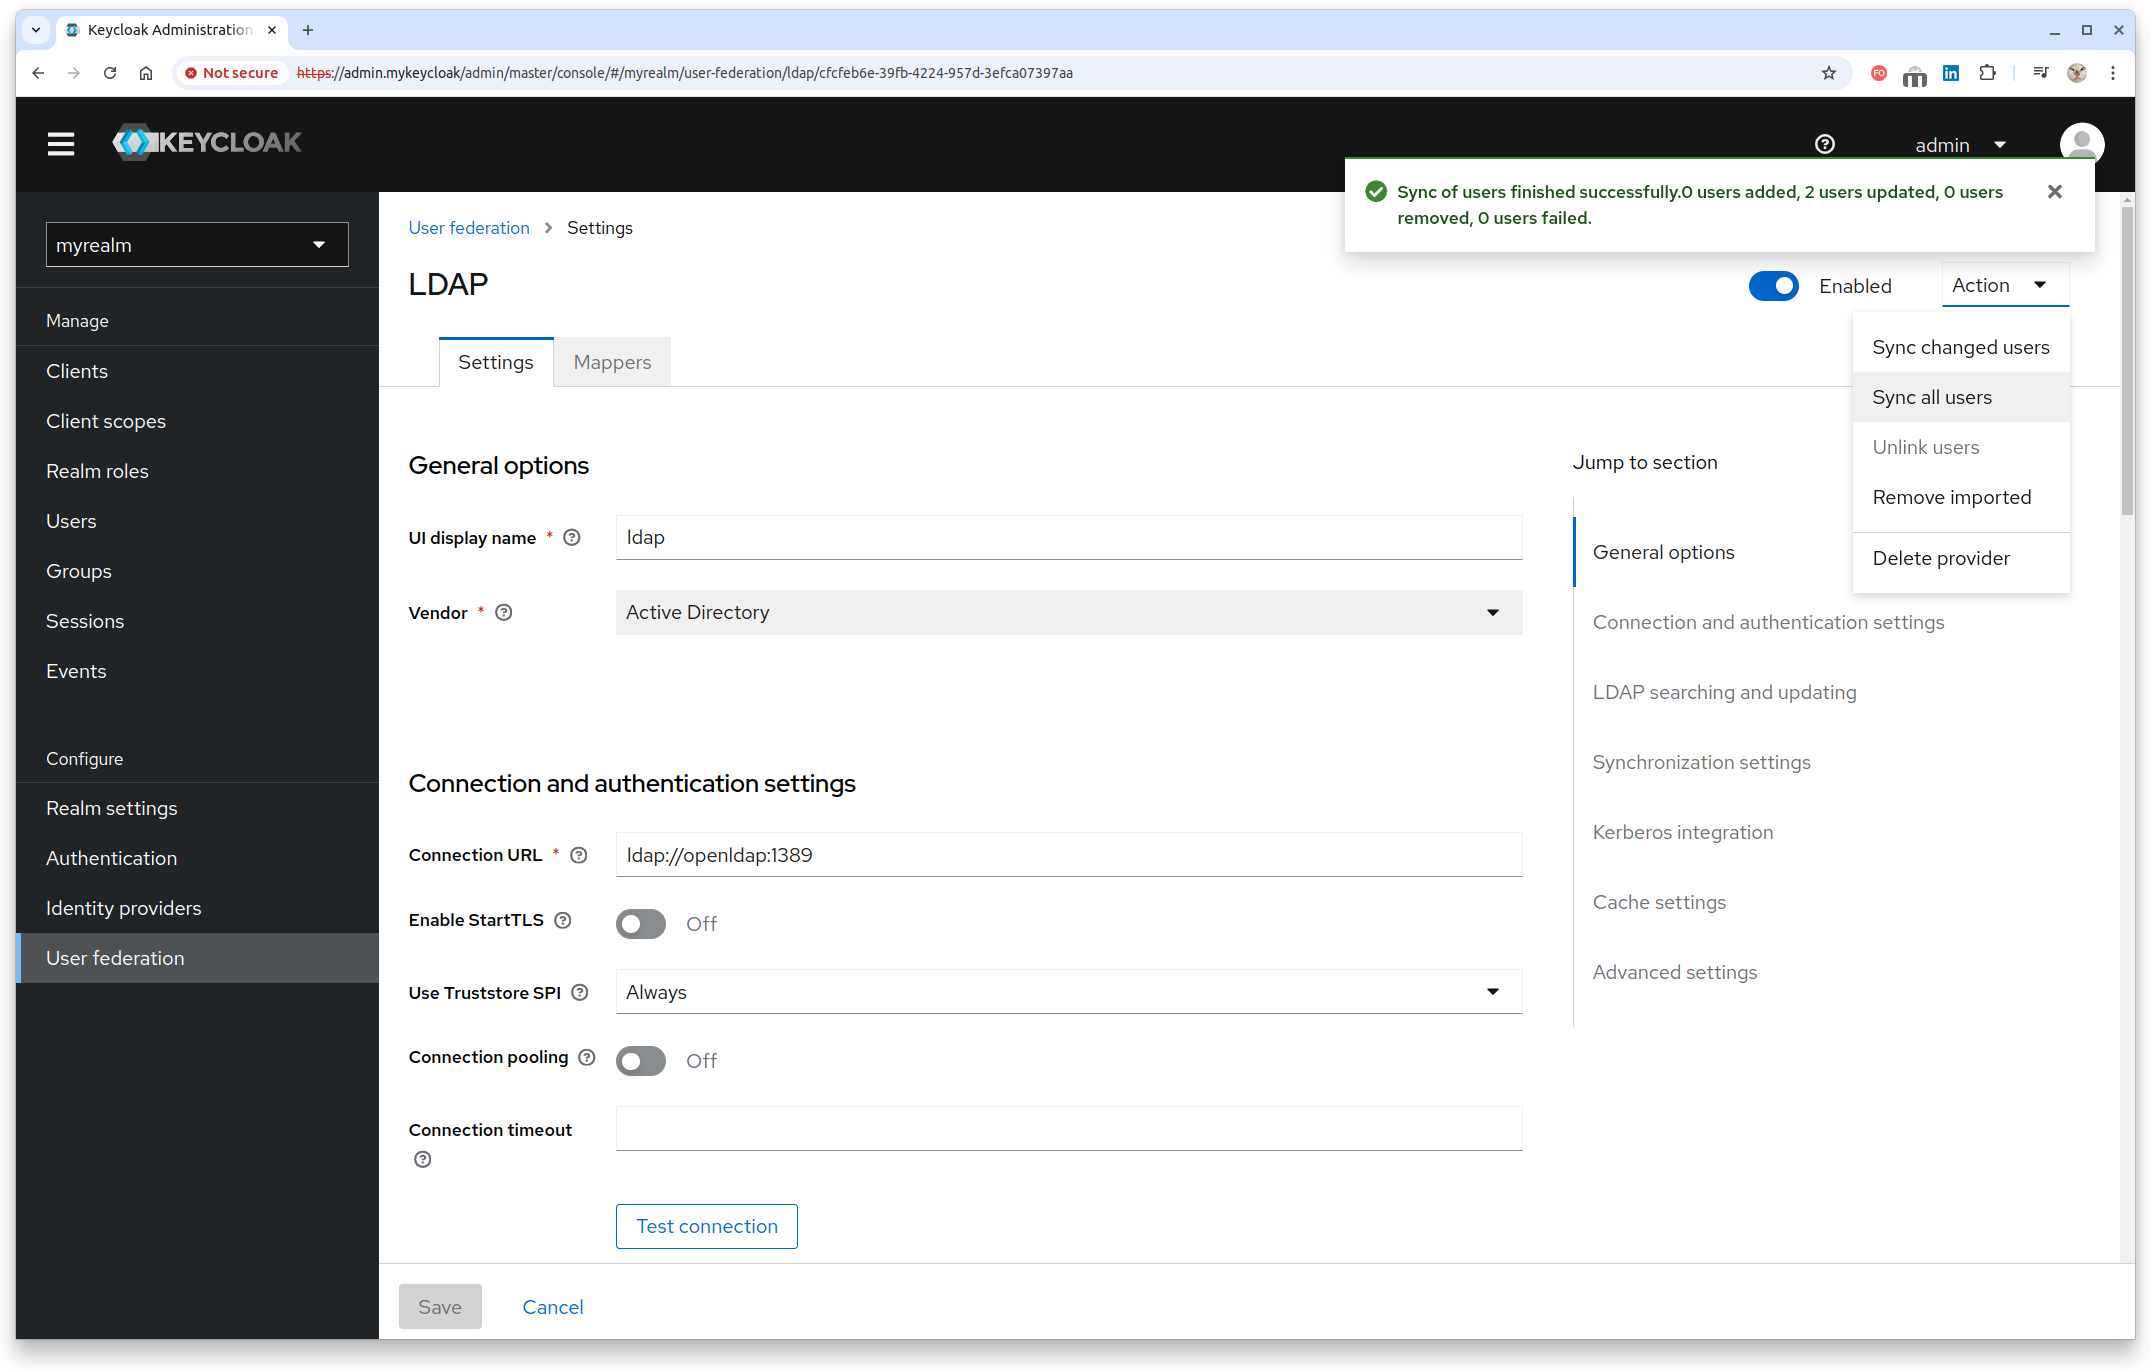 Keycloak Administration
Not secure
https://admin.mykeycloak/admin/master/console/#/myrealm/user-federation/ldap/cfcfeb6e-39fb-4224-957d-3efca07397aa
FO
in
KEYCLOAK
admin
Sync of users finished successfully.0 users added, 2 users updated, 0 users
removed, 0 users failed.
myrealm
Manage
Clients
Client scopes
Realm roles
Users
Groups
Sessions
Events
Configure
Realm settings
Authentication
Identity providers
User federation
User federation
Settings
LDAP
Enabled
Action
Sync changed users
Sync all users
Unlink users
Remove imported
Delete provider
Settings
Mappers
General options
UI display name *
ldap
Vendor *
Active Directory
Connection and authentication settings
Connection URL *
ldap://openldap:1389
Enable StartTLS
Off
Use Truststore SPI
Always
Connection pooling
Off
Connection timeout
Test connection
Save
Cancel
Jump to section
General options
Connection and authentication settings
LDAP searching and updating
Synchronization settings
Kerberos integration
Cache settings
Advanced settings